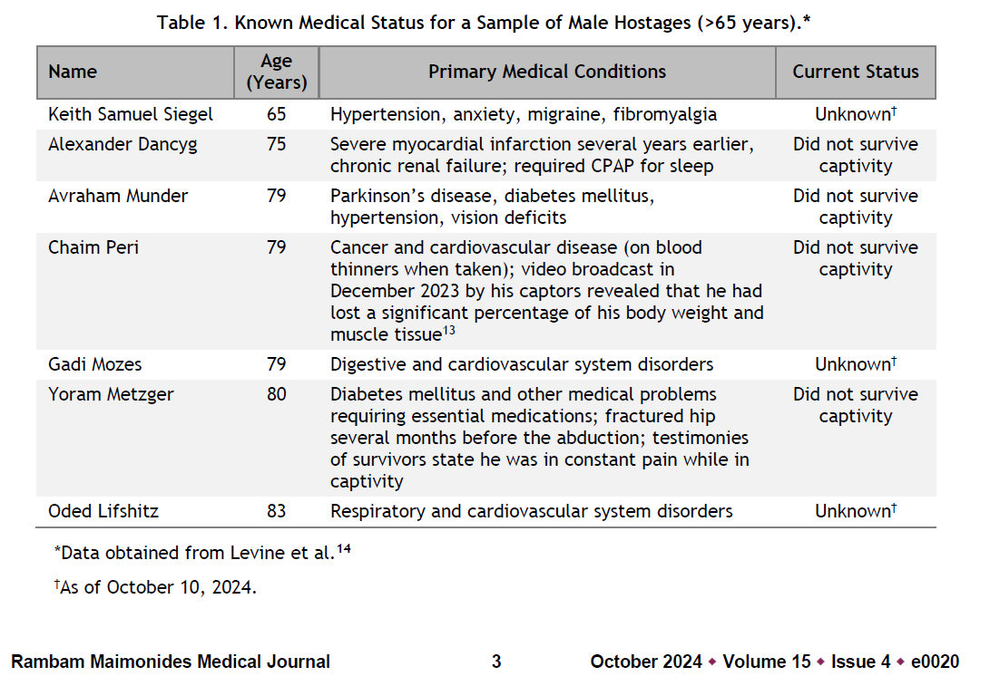 Table 1. Known Medical Status for a Sample of Male Hostages (>65 years).*
Name
Age
(Years)
Primary Medical Conditions
Current Status
Keith Samuel Siegel 65 Hypertension, anxiety, migraine, fibromyalgia Unknown†
Alexander Dancyg 75 Severe myocardial infarction several years earlier, Did not survive
chronic renal failure; required CPAP for sleep captivity
Avraham Munder 79 Parkinson’s disease, diabetes mellitus, Did not survive
hypertension, vision deficits captivity
Chaim Peri 79 Cancer and cardiovascular disease (on blood Did not survive
thinners when taken); video broadcast in captivity
December 2023 by his captors revealed that he had
lost a significant percentage of his body weight and
muscle tissue13
Gadi Mozes 79 Digestive and cardiovascular system disorders Unknown†
Yoram Metzger 80 Diabetes mellitus and other medical problems Did not survive
requiring essential medications; fractured hip captivity
several months before the abduction; testimonies
of survivors state he was in constant pain while in
captivity
Oded Lifshitz 83 Respiratory and cardiovascular system disorders Unknown†
*Data obtained from Levine et al.14
†As of October 10, 2024.
Rambam Maimonides Medical Journal 3 October 2024 ◆ Volume 15 ◆ Issue 4 ◆ e0020